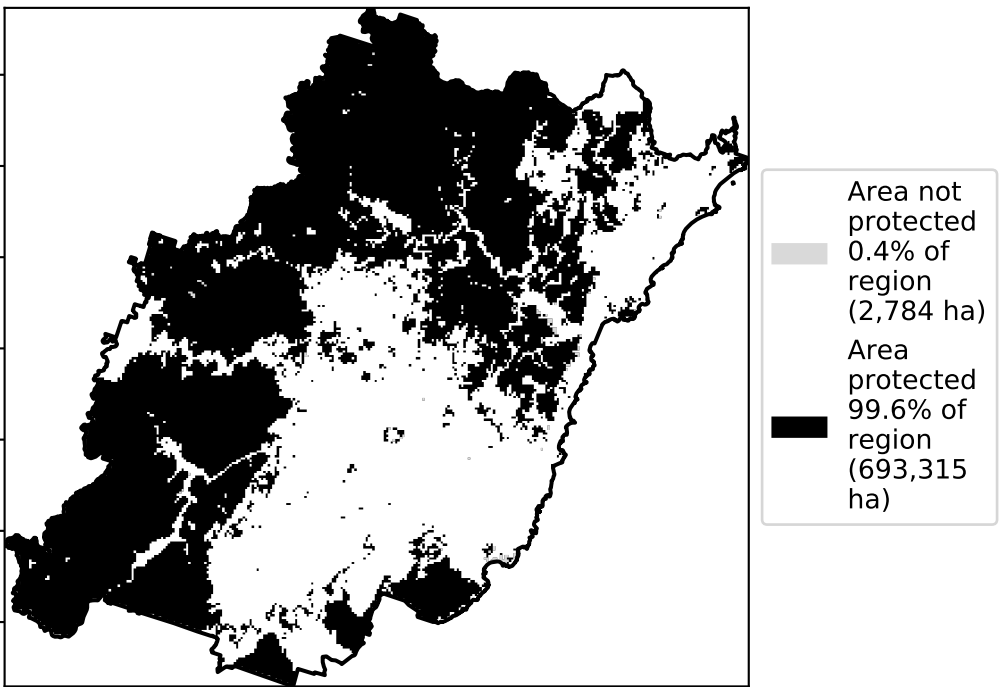 Area not
protected
0.4% of
region
(2,784 ha)
Area
protected
99.6% of
region
(693,315
ha)